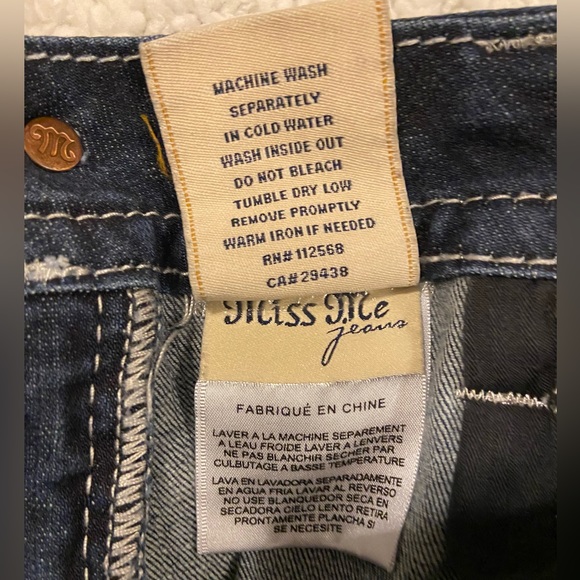 MACHINE WASH
SEPARATELY
IN COLD WATER
WASH INSIDE OUT
DO NOT BLEACH
TUMBLE DRY LOW
REMOVE PROMPTLY
WARM IRON IF NEEDED
RN# 112568
CA# 29438
Miss Me
jeans
FABRIQUÉ EN CHINE
LAVER A LA MACHINE SEPAREMENT
A LEAU FROIDE LAVER A LENVERS
NE PAS BLANCHIR SECHER PAR
CULBUTAGE A BASSE TEMPERATURE
LAVA EN LAVADORA SEPARADAMENTE
EN AGUA FRIA LAVAR AL REVERSO
NO USE BLANQUEDOR SECA EN
SECADORA CIELO LENTO RETIRA
PRONTAMENTE PLANCHA SI
SE NECESITE
M